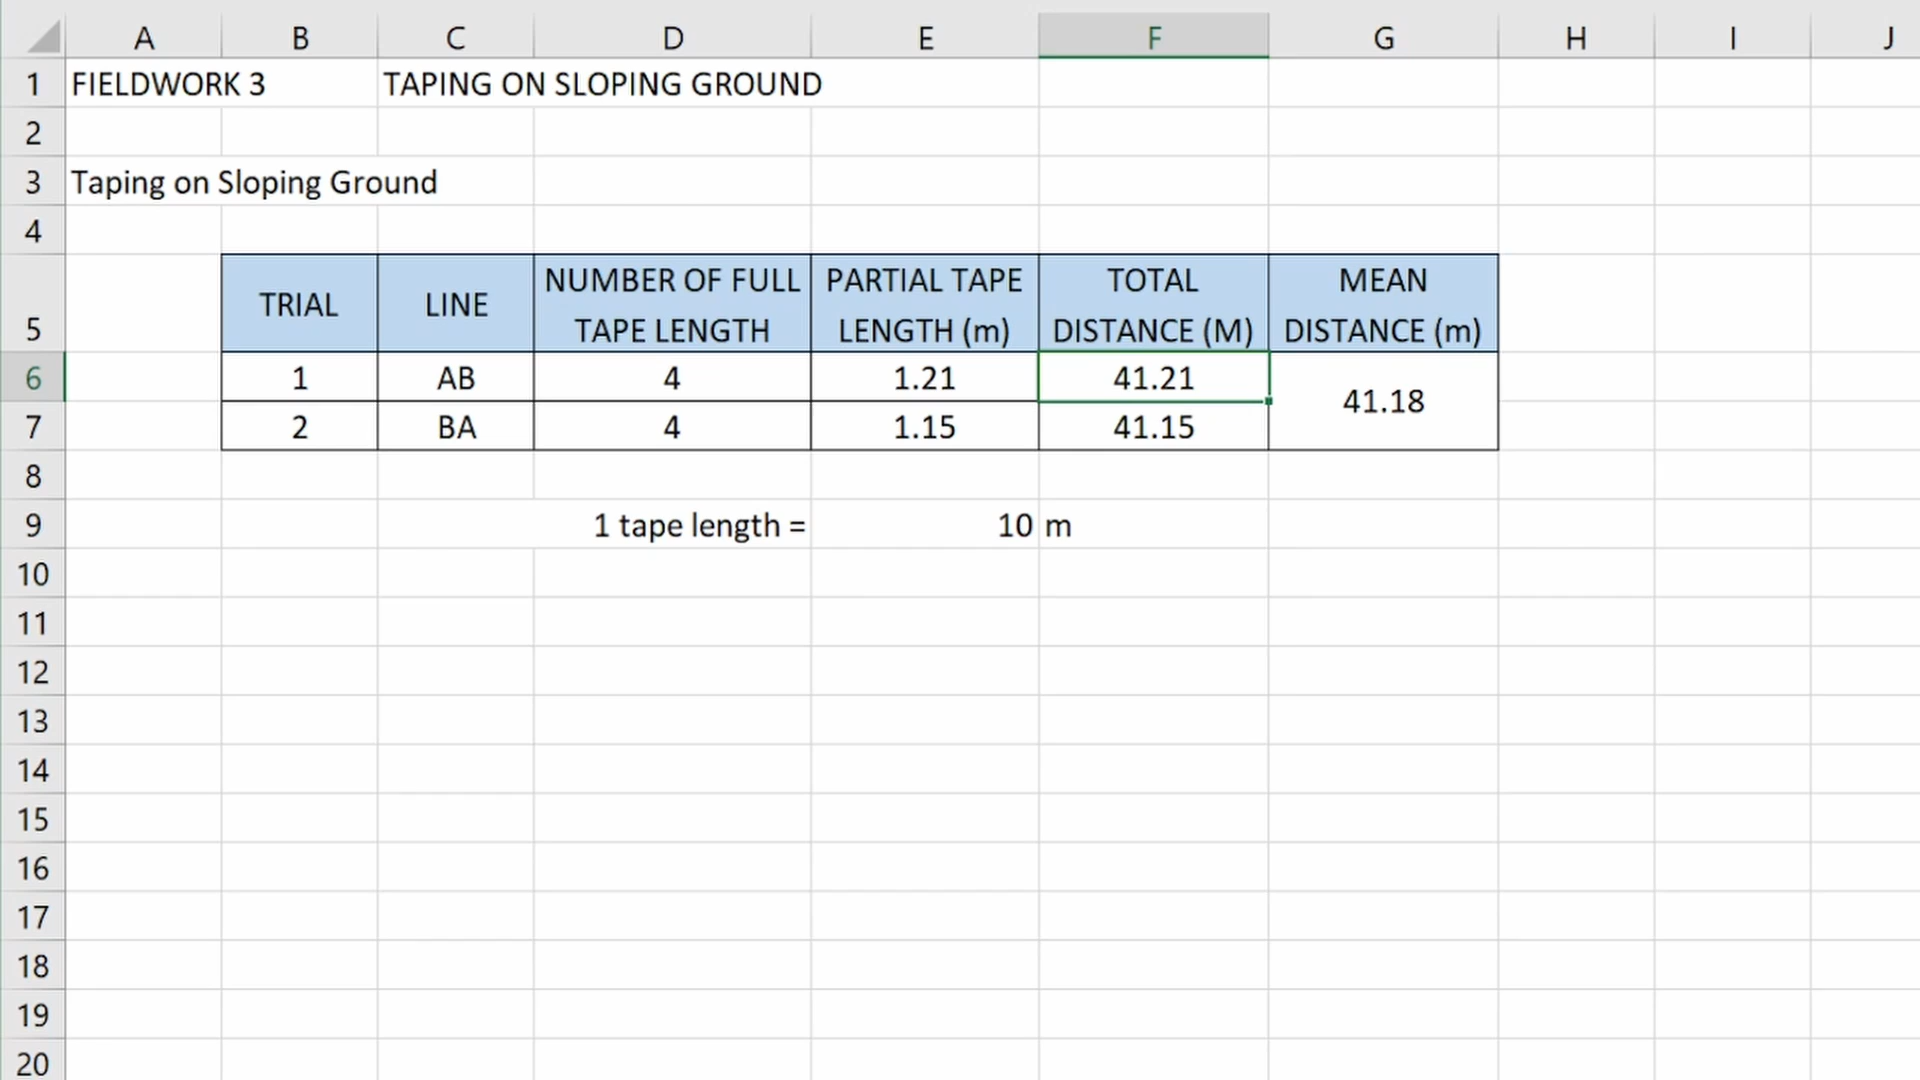 A B C D E F G H I J
1 FIELDWORK 3 TAPING ON SLOPING GROUND
2
3 Taping on Sloping Ground
4
NUMBER OF FULL PARTIAL TAPE TOTAL MEAN
TRIAL LINE
5 TAPE LENGTH LENGTH (m) DISTANCE (M) DISTANCE (m)
6 1 AB 4 1.21 41.21
41.18
7 2 BA 4 1.15 41.15
8
9 1 tape length = 10 m
10
11
12
13
14
15
16
17
18
19
20